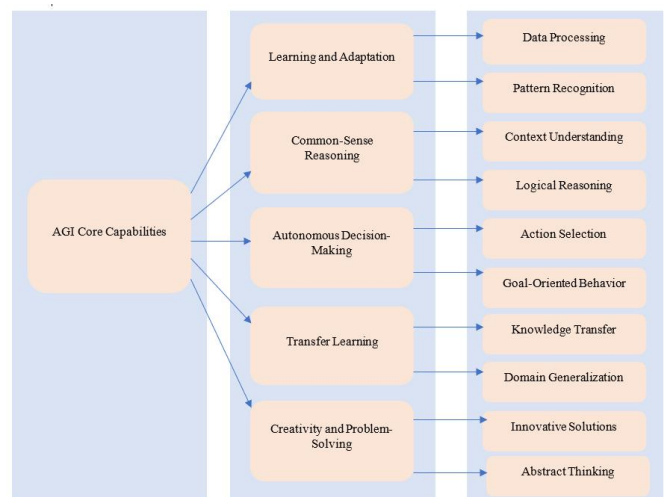 AGI Core Capabilities
Learning and Adaptation
Common-Sense
Reasoning
Autonomous Decision-
Making
Transfer Learning
Creativity and Problem-
Solving
Data Processing
Pattern Recognition
Context Understanding
Logical Reasoning
Action Selection
Goal-Oriented Behavior
Knowledge Transfer
Domain Generalization
Innovative Solutions
Abstract Thinking